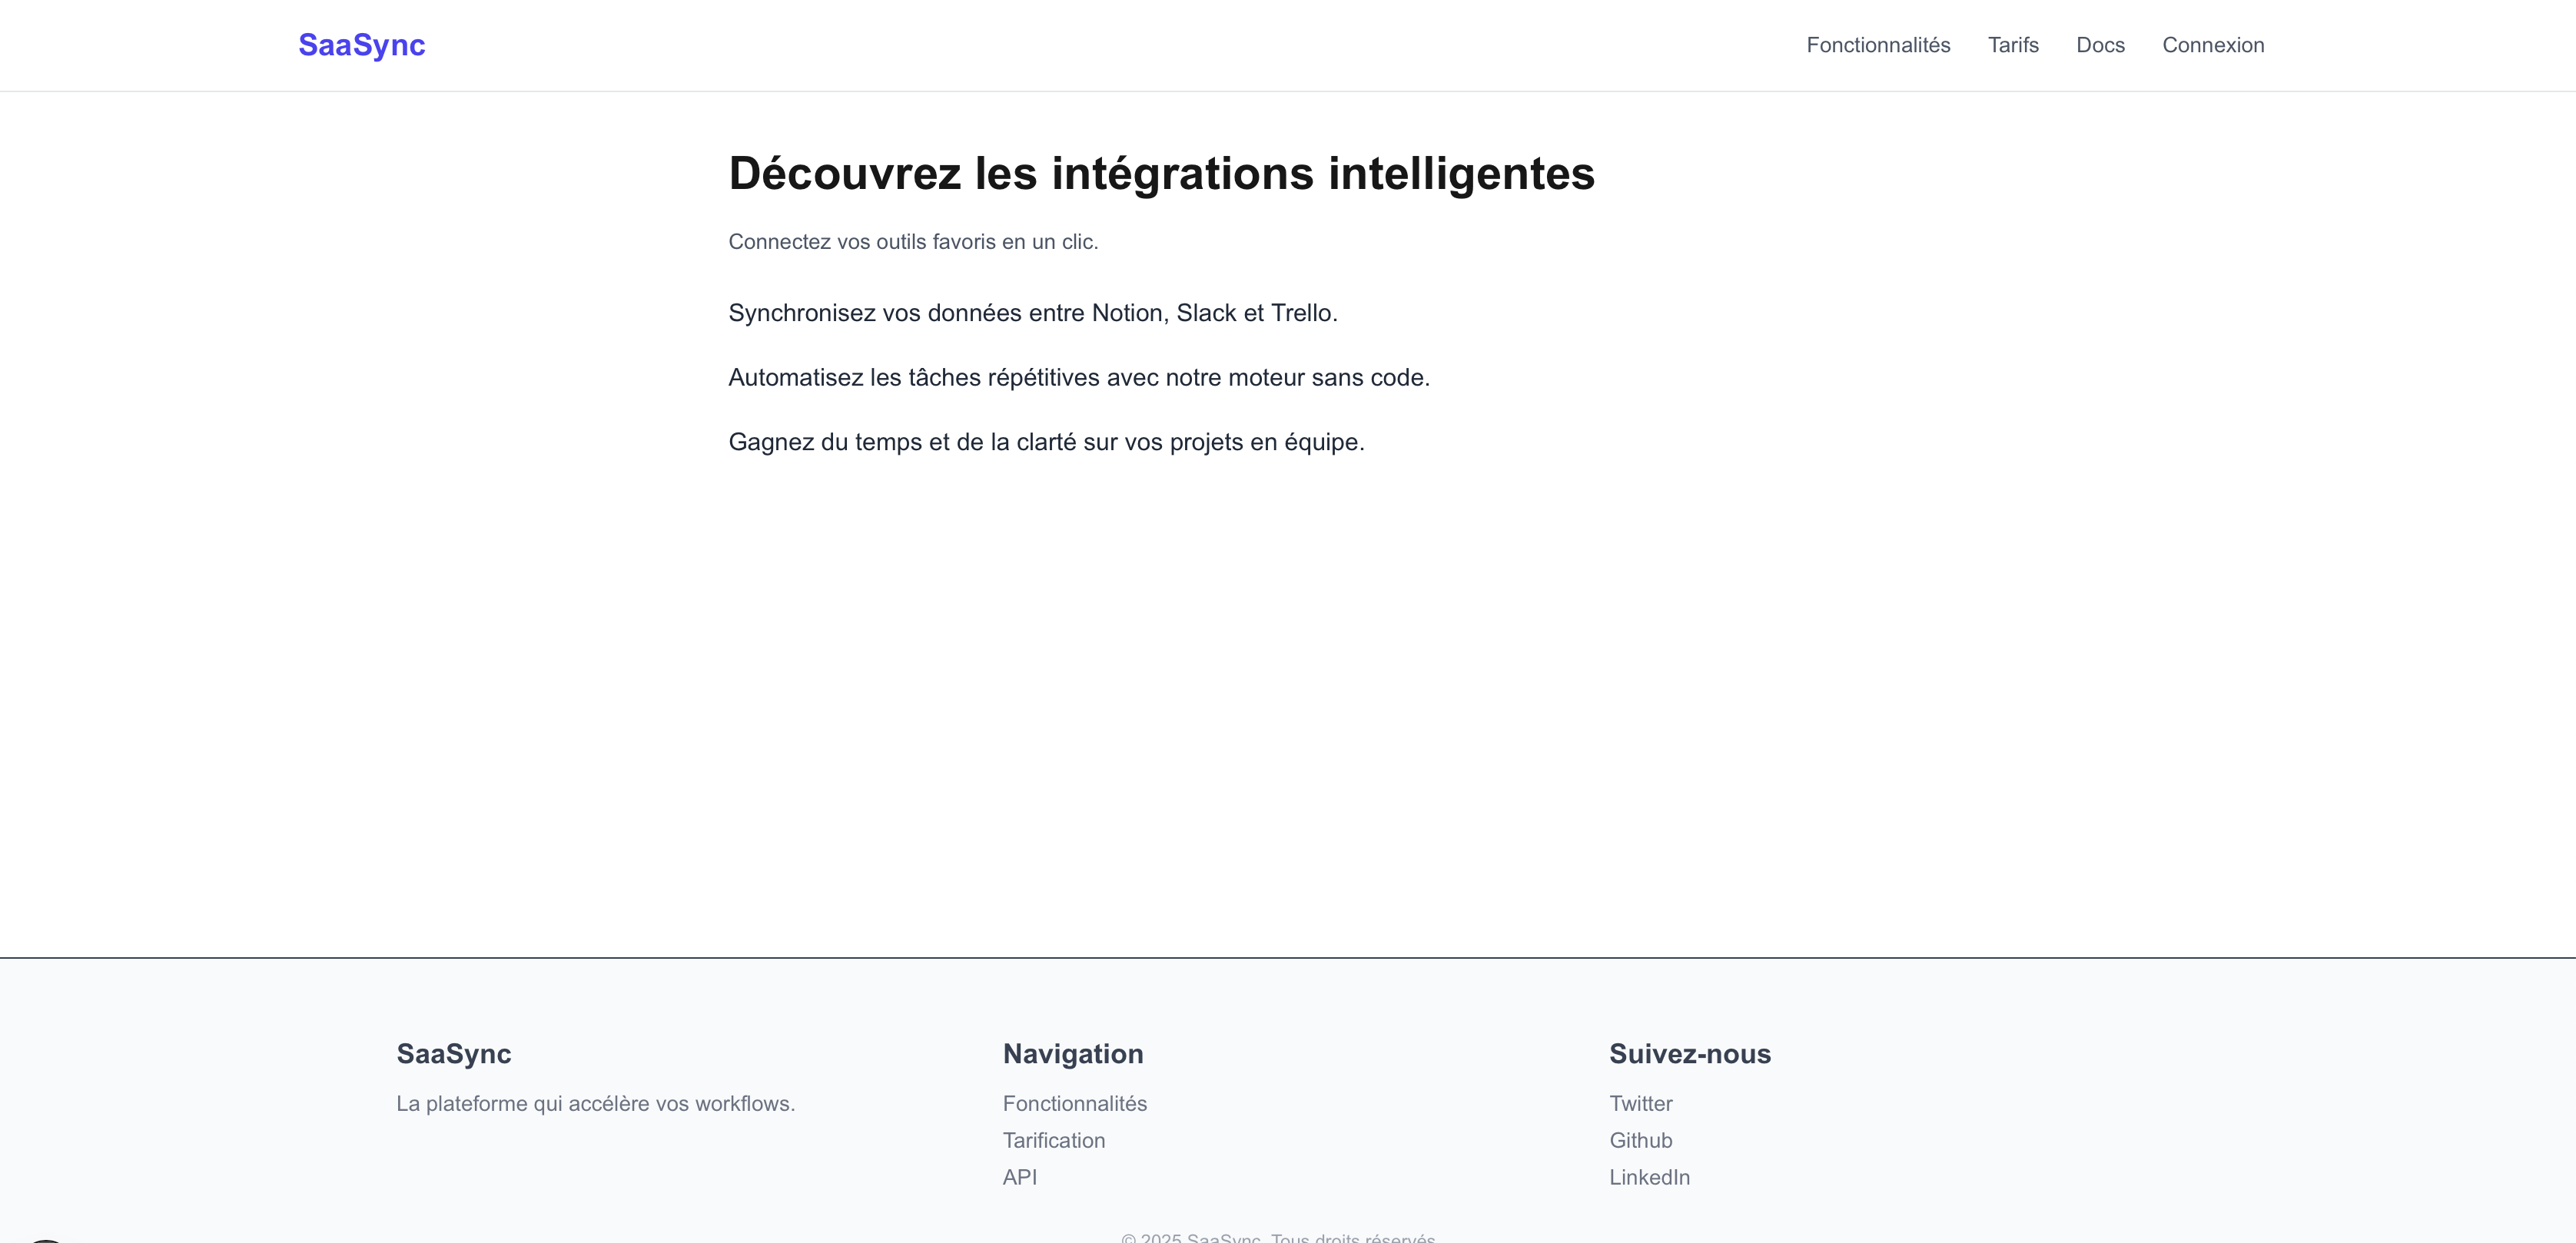 SaaSync
Fonctionnalités Tarifs Docs Connexion
Découvrez les intégrations intelligentes
Connectez vos outils favoris en un clic.
Synchronisez vos données entre Notion, Slack et Trello.
Automatisez les tâches répétitives avec notre moteur sans code.
Gagnez du temps et de la clarté sur vos projets en équipe.
SaaSync
La plateforme qui accélère vos workflows.
Navigation
Fonctionnalités
Tarification
API
Suivez-nous
Twitter
Github
LinkedIn
© 2025 SaaSync. Tous droits réservés